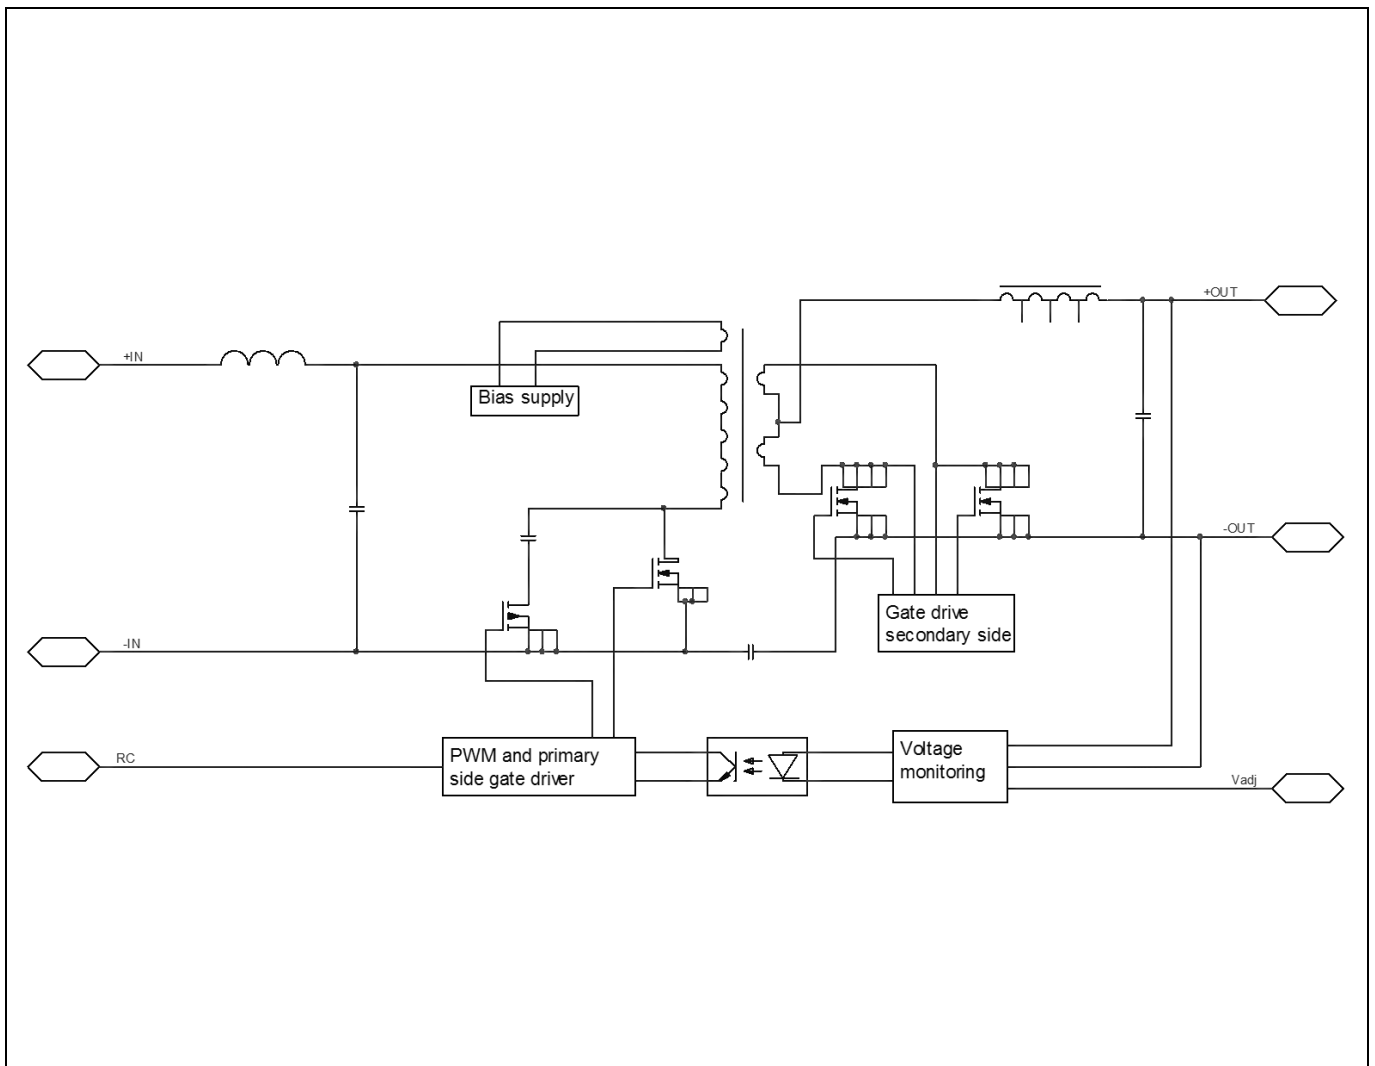 +OUT
+IN
Bias supply
-OUT
Gate drive
secondary side
-IN
PWM and primary
side gate driver
Voltage
monitoring
RC
Vadj